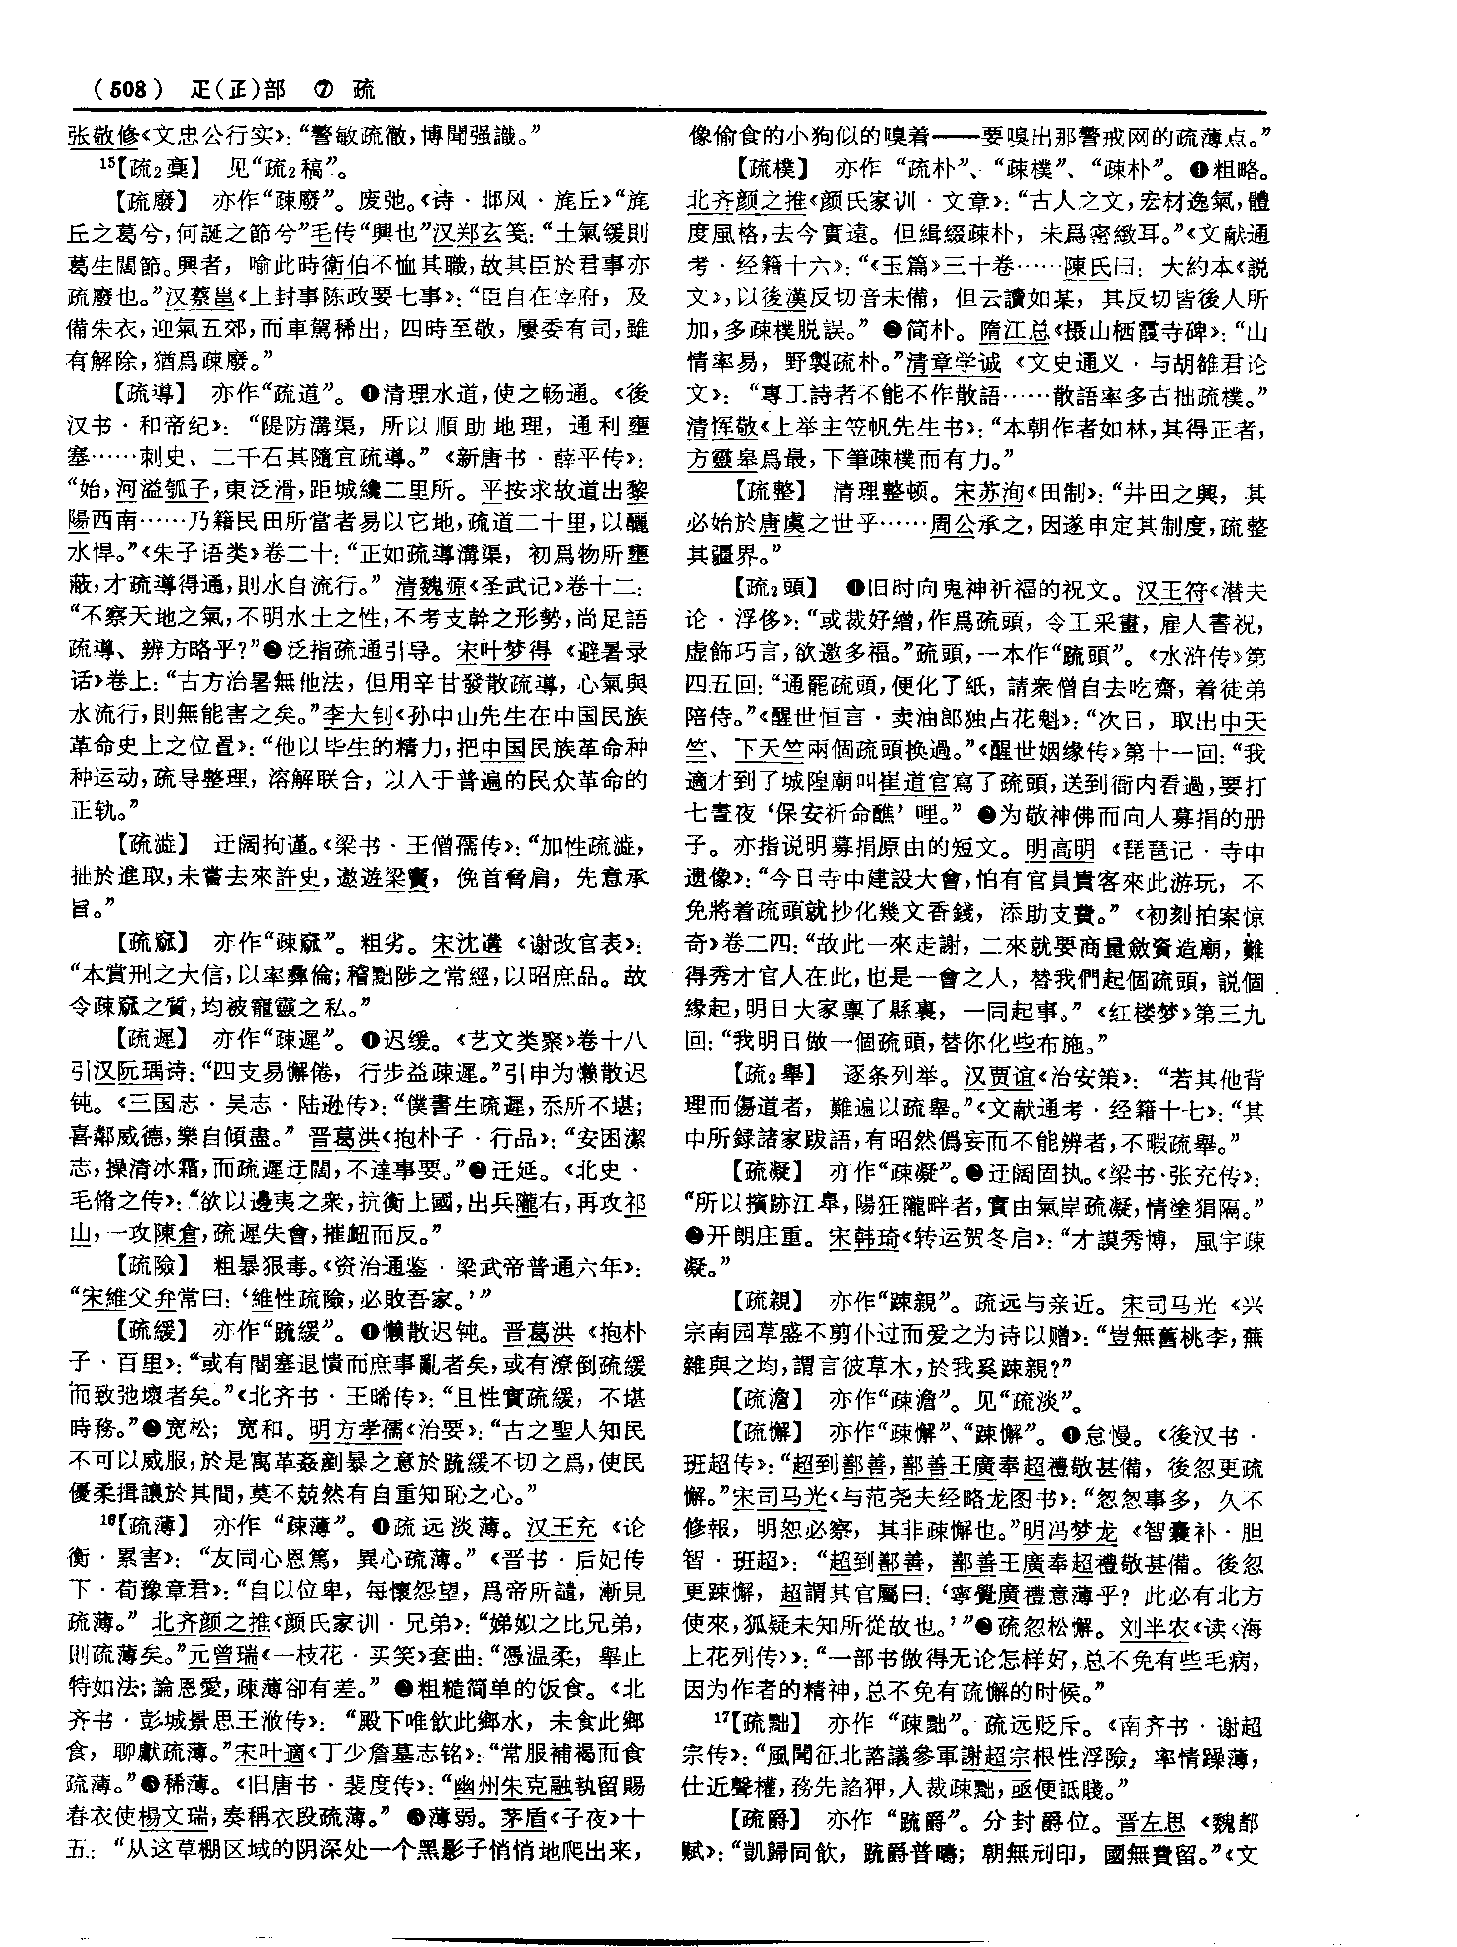 （508） 疋（𤴔）部 ⑦ 疏
张敬修《文忠公行实》：“警敏疏徹，博聞强識。”
¹⁵【疏₂稾】 见“疏₂稿”。
【疏廢】 亦作“疎廢”。废弛。《诗·邶风·旄丘》“旄
丘之葛兮，何誕之節兮”毛传“興也”汉郑玄笺：“土氣缓則
葛生闊節。興者，喻此時衛伯不恤其職，故其臣於君事亦
疏廢也。”汉蔡邕《上封事陈政要七事》：“臣自在宰府，及
備朱衣，迎氣五郊，而車駕稀出，四時至敬，屢委有司，雖
有解除，猶爲疎廢。”
【疏導】 亦作“疏道”。❶清理水道，使之畅通。《後
汉书·和帝纪》：“隄防溝渠，所以順助地理，通利壅
塞……刺史、二千石其隨宜疏導。”《新唐书·薛平传》：
“始，河溢瓠子，東泛滑，距城纔二里所。平按求故道出黎
陽西南……乃籍民田所當者易以它地，疏道二十里，以釃
水悍。”《朱子语类》卷二十：“正如疏導溝渠，初爲物所壅
蔽，才疏導得通，則水自流行。”清魏源《圣武记》卷十二：
“不察天地之氣，不明水土之性，不考支幹之形勢，尚足語
疏導、辨方略乎？”❷泛指疏通引导。宋叶梦得《避暑录
话》卷上：“古方治暑無他法，但用辛甘發散疏導，心氣與
水流行，則無能害之矣。”李大钊《孙中山先生在中国民族
革命史上之位置》：“他以毕生的精力，把中国民族革命种
种运动，疏导整理，溶解联合，以入于普遍的民众革命的
正轨。”
【疏澁】 迂阔拘谨。《梁书·王僧孺传》：“加性疏澁，
拙於進取，未嘗去來許史，遨遊梁竇，俛首脅肩，先意承
旨。”
【疏窳】 亦作“疎窳”。粗劣。宋沈遘《谢改官表》：
“本賞刑之大信，以率彝倫；稽黜陟之常經，以昭庶品。故
令疎窳之質，均被寵靈之私。”
【疏遲】 亦作“疎遲”。❶迟缓。《艺文类聚》卷十八
引汉阮瑀诗：“四支易懈倦，行步益疎遲。”引申为懒散迟
钝。《三国志·吴志·陆逊传》：“僕書生疏遲，忝所不堪；
喜鄰威德，樂自傾盡。”晋葛洪《抱朴子·行品》：“安困潔
志，操清冰霜，而疏遲迂闊，不達事要。”❷迁延。《北史·
毛脩之传》：“欲以邊夷之衆，抗衡上國，出兵隴右，再攻祁
山，一攻陳倉，疏遲失會，摧衄而反。”
【疏險】 粗暴狠毒。《资治通鉴·梁武帝普通六年》：
“宋維父弁常曰：‘維性疏險，必敗吾家。’”
【疏緩】 亦作“䟽緩”。❶懒散迟钝。晋葛洪《抱朴
子·百里》：“或有闇塞退憒而庶事亂者矣，或有潦倒疏緩
而致弛壞者矣。”《北齐书·王晞传》：“且性實疏緩，不堪
時務。”❷宽松；宽和。明方孝孺《治要》：“古之聖人知民
不可以威服，於是寓革姦剷暴之意於䟽緩不切之爲，使民
優柔揖讓於其間，莫不兢然有自重知恥之心。”
¹⁶【疏薄】 亦作“疎薄”。❶疏远淡薄。汉王充《论
衡·累害》：“友同心恩篤，異心疏薄。”《晋书·后妃传
下·荀豫章君》：“自以位卑，每懷怨望，爲帝所譴，漸見
疏薄。”北齐颜之推《颜氏家训·兄弟》：“娣姒之比兄弟，
則疏薄矣。”元曾瑞《一枝花·买笑》套曲：“憑温柔，舉止
特如法；論恩愛，疎薄卻有差。”❷粗糙简单的饭食。《北
齐书·彭城景思王浟传》：“殿下唯飲此鄉水，未食此鄉
食，聊獻疏薄。”宋叶適《丁少詹墓志铭》：“常服補褐而食
疏薄。”❸稀薄。《旧唐书·裴度传》：“幽州朱克融執留賜
春衣使楊文瑞，奏稱衣段疏薄。”❹薄弱。茅盾《子夜》十
五：“从这草棚区域的阴深处一个黑影子悄悄地爬出来，
像偷食的小狗似的嗅着——要嗅出那警戒网的疏薄点。”
【疏樸】 亦作“疏朴”、“疎樸”、“疎朴”。❶粗略。
北齐颜之推《颜氏家训·文章》：“古人之文，宏材逸氣，體
度風格，去今實遠。但緝綴疎朴，未爲密緻耳。”《文献通
考·经籍十六》：“《玉篇》三十卷……陳氏曰：大約本《説
文》，以後漢反切音未備，但云讀如某，其反切皆後人所
加，多疎樸脱誤。”❷简朴。隋江总《摄山栖霞寺碑》：“山
情率易，野製疏朴。”清章学诚《文史通义·与胡雒君论
文》：“專工詩者不能不作散語……散語率多古拙疏樸。”
清恽敬《上举主笠帆先生书》：“本朝作者如林，其得正者，
方靈皋爲最，下筆疎樸而有力。”
【疏整】 清理整顿。宋苏洵《田制》：“井田之興，其
必始於唐虞之世乎……周公承之，因遂申定其制度，疏整
其疆界。”
【疏₂頭】 ❶旧时向鬼神祈福的祝文。汉王符《潜夫
论·浮侈》：“或裁好繒，作爲疏頭，令工采畫，雇人書祝，
虚飾巧言，欲邀多福。”疏頭，一本作“䟽頭”。《水浒传》第
四五回：“通罷疏頭，便化了紙，請衆僧自去吃齋，着徒弟
陪侍。”《醒世恒言·卖油郎独占花魁》：“次日，取出中天
竺、下天竺兩個疏頭换過。”《醒世姻缘传》第十一回：“我
適才到了城隍廟叫崔道官寫了疏頭，送到衙内看過，要打
七晝夜‘保安祈命醮’哩。”❷为敬神佛而向人募捐的册
子。亦指说明募捐原由的短文。明高明《琵琶记·寺中
遗像》：“今日寺中建設大會，怕有官員貴客來此游玩，不
免將着疏頭就抄化幾文香錢，添助支費。”《初刻拍案惊
奇》卷二四：“故此一來走謝，二來就要商量斂資造廟，難
得秀才官人在此，也是一會之人，替我們起個疏頭，説個
緣起，明日大家禀了縣裏，一同起事。”《红楼梦》第三九
回：“我明日做一個疏頭，替你化些布施。”
【疏₂舉】 逐条列举。汉贾谊《治安策》：“若其他背
理而傷道者，難遍以疏舉。”《文献通考·经籍十七》：“其
中所録諸家跋語，有昭然僞妄而不能辨者，不暇疏舉。”
【疏凝】 亦作“疎凝”。❶迂阔固执。《梁书·张充传》：
“所以擯跡江皋，陽狂隴畔者，實由氣岸疏凝，情塗狷隔。”
❷开朗庄重。宋韩琦《转运贺冬启》：“才謨秀博，風宇疎
凝。”
【疏親】 亦作“踈親”。疏远与亲近。宋司马光《兴
宗南园草盛不剪仆过而爱之为诗以赠》：“豈無舊桃李，蕪
雜與之均，謂言彼草木，於我奚踈親？”
【疏澹】 亦作“疎澹”。见“疏淡”。
【疏懈】 亦作“疎懈”、“踈懈”。❶怠慢。《後汉书·
班超传》：“超到鄯善，鄯善王廣奉超禮敬甚備，後忽更疏
懈。”宋司马光《与范尧夫经略龙图书》：“怱怱事多，久不
修報，明恕必察，其非疎懈也。”明冯梦龙《智囊补·胆
智·班超》：“超到鄯善，鄯善王廣奉超禮敬甚備。後忽
更踈懈，超謂其官屬曰：‘寧覺廣禮意薄乎？此必有北方
使來，狐疑未知所從故也。’”❷疏忽松懈。刘半农《读〈海
上花列传〉》：“一部书做得无论怎样好，总不免有些毛病，
因为作者的精神，总不免有疏懈的时候。”
¹⁷【疏黜】 亦作“疎黜”。疏远贬斥。《南齐书·谢超
宗传》：“風聞征北諮議參軍謝超宗根性浮險，率情躁薄，
仕近聲權，務先諂狎，人裁疎黜，亟便詆賤。”
【疏爵】 亦作“䟽爵”。分封爵位。晋左思《魏都
赋》：“凱歸同飲，䟽爵普疇；朝無刓印，國無費留。”《文